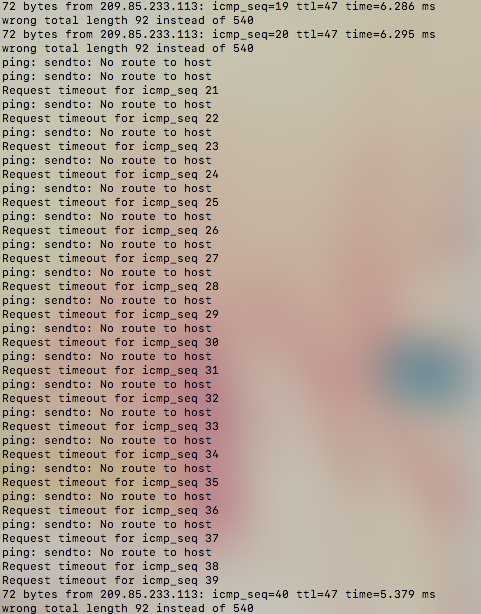 72 bytes from 209.85.233.113: icmp_seq=19 ttl=47 time=6.286 ms
wrong total length 92 instead of 540
72 bytes from 209.85.233.113: icmp_seq=20 ttl=47 time=6.295 ms
wrong total length 92 instead of 540
ping: sendto: No route to host
ping: sendto: No route to host
Request timeout for icmp_seq 21
ping: sendto: No route to host
Request timeout for icmp_seq 22
ping: sendto: No route to host
Request timeout for icmp_seq 23
ping: sendto: No route to host
Request timeout for icmp_seq 24
ping: sendto: No route to host
Request timeout for icmp_seq 25
ping: sendto: No route to host
Request timeout for icmp_seq 26
ping: sendto: No route to host
Request timeout for icmp_seq 27
ping: sendto: No route to host
Request timeout for icmp_seq 28
ping: sendto: No route to host
Request timeout for icmp_seq 29
ping: sendto: No route to host
Request timeout for icmp_seq 30
ping: sendto: No route to host
Request timeout for icmp_seq 31
ping: sendto: No route to host
Request timeout for icmp_seq 32
ping: sendto: No route to host
Request timeout for icmp_seq 33
ping: sendto: No route to host
Request timeout for icmp_seq 34
ping: sendto: No route to host
Request timeout for icmp_seq 35
ping: sendto: No route to host
Request timeout for icmp_seq 36
ping: sendto: No route to host
Request timeout for icmp_seq 37
ping: sendto: No route to host
Request timeout for icmp_seq 38
Request timeout for icmp_seq 39
72 bytes from 209.85.233.113: icmp_seq=40 ttl=47 time=5.379 ms
wrong total length 92 instead of 540